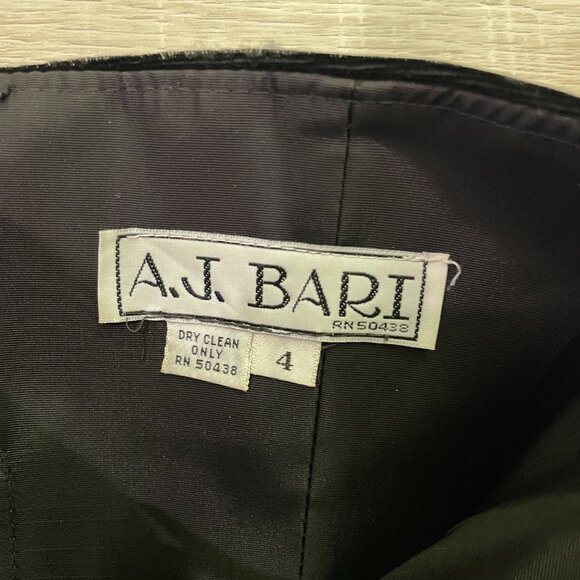 A.J. BARI
RN 50438
DRY CLEAN
ONLY
RN 50438
4